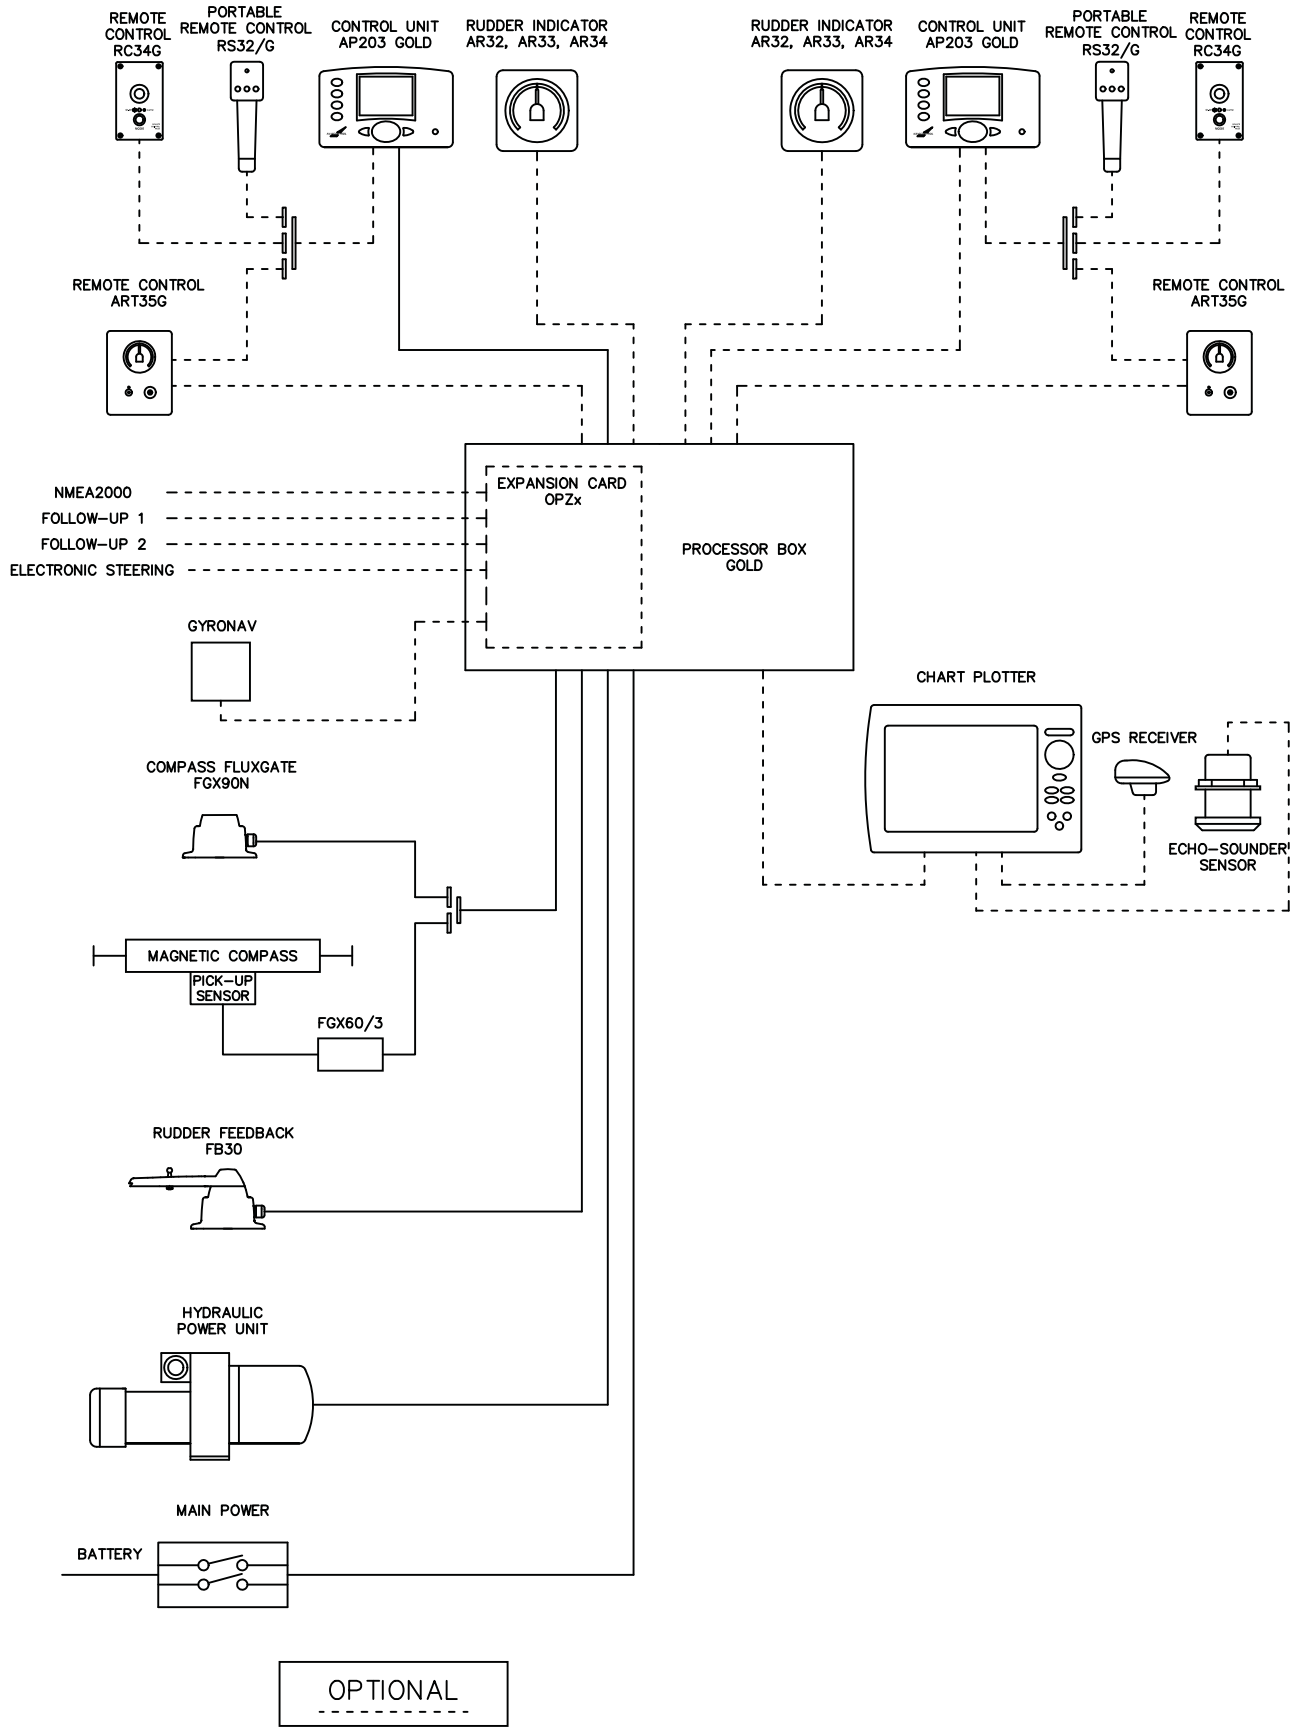 REMOTE
CONTROL
RC34G
PORTABLE
REMOTE CONTROL
RS32/G
CONTROL UNIT
AP203 GOLD
RUDDER INDICATOR
AR32, AR33, AR34
RUDDER INDICATOR
AR32, AR33, AR34
CONTROL UNIT
AP203 GOLD
PORTABLE
REMOTE CONTROL
RS32/G
REMOTE
CONTROL
RC34G
REMOTE CONTROL
ART35G
REMOTE CONTROL
ART35G
NMEA2000
FOLLOW-UP 1
FOLLOW-UP 2
ELECTRONIC STEERING
EXPANSION CARD
OPZx
PROCESSOR BOX
GOLD
GYRONAV
CHART PLOTTER
GPS RECEIVER
ECHO-SOUNDER
SENSOR
COMPASS FLUXGATE
FGX90N
MAGNETIC COMPASS
PICK-UP
SENSOR
FGX60/3
RUDDER FEEDBACK
FB30
HYDRAULIC
POWER UNIT
MAIN POWER
BATTERY
OPTIONAL